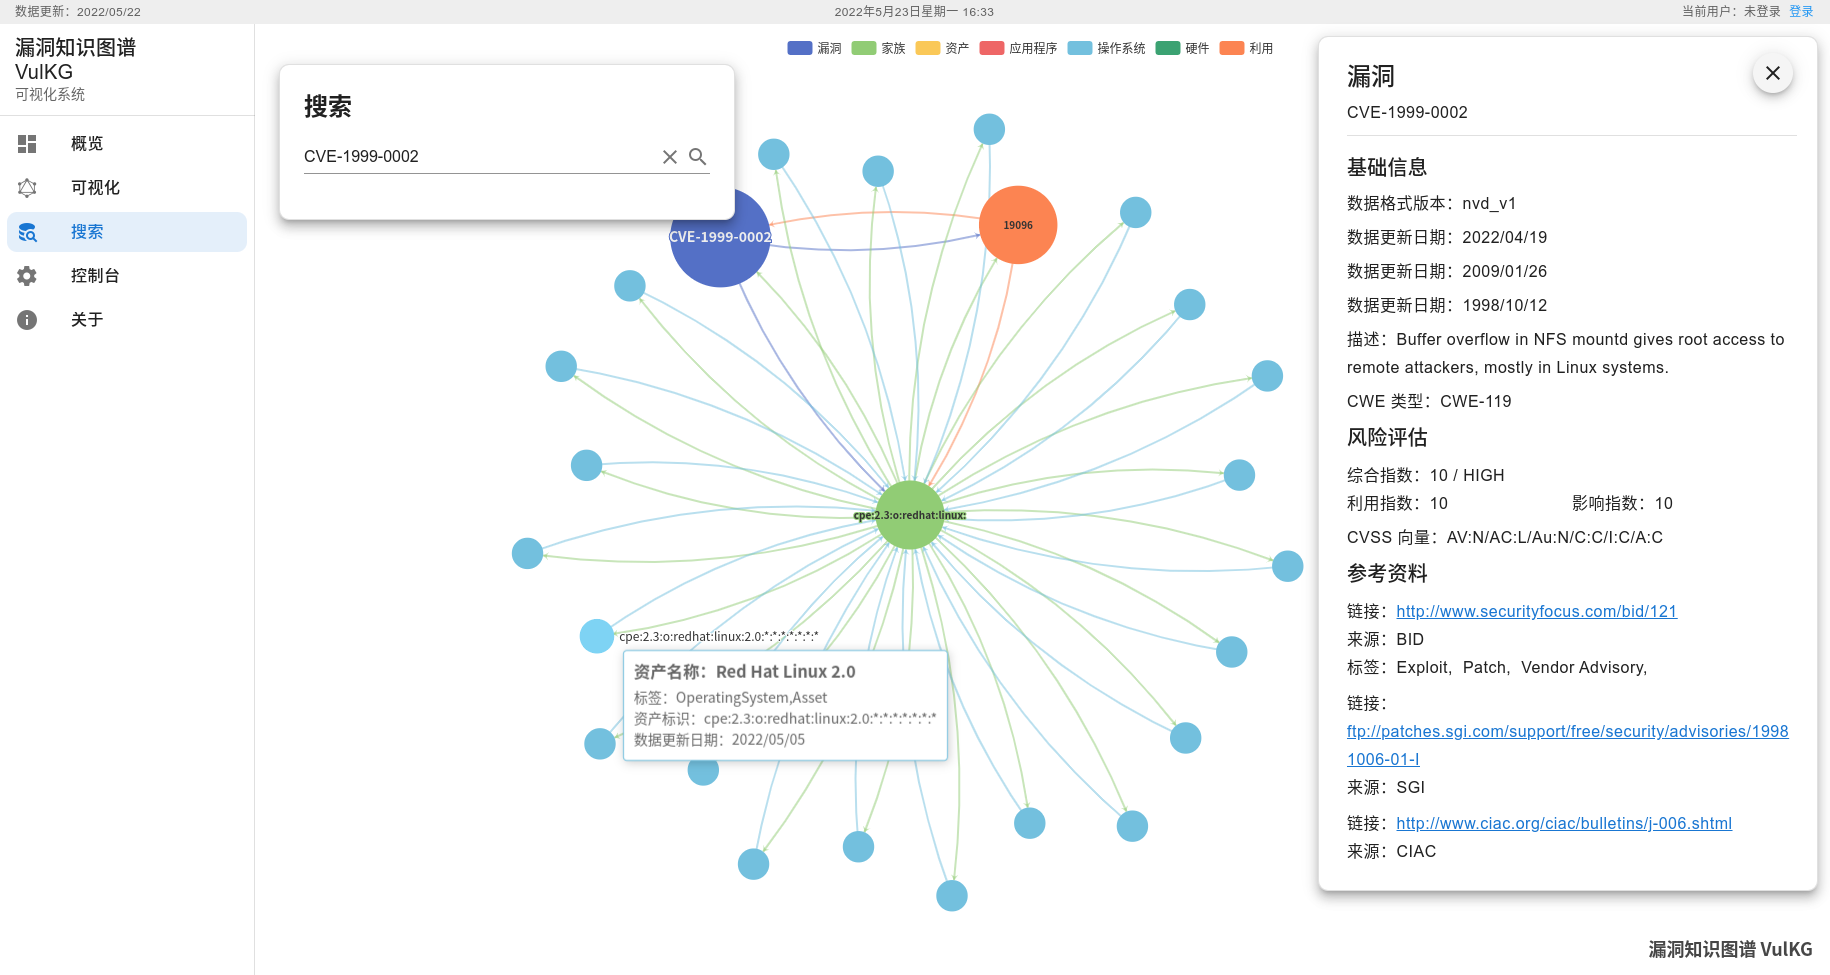 数据更新：2022/05/22
2022年5月23日星期一 16:33
当前用户：未登录 登录
漏洞知识图谱
VulKG
可视化系统
概览
可视化
搜索
控制台
关于
搜索
CVE-1999-0002
漏洞 家族 资产 应用程序 操作系统 硬件 利用
CVE-1999-0002
19096
cpe:2.3:o:redhat:linux:
cpe:2.3:o:redhat:linux:2.0:*:*:*:*:*:*:*
资产名称：Red Hat Linux 2.0
标签：OperatingSystem,Asset
资产标识：cpe:2.3:o:redhat:linux:2.0:*:*:*:*:*:*:*
数据更新日期：2022/05/05
漏洞
CVE-1999-0002
基础信息
数据格式版本：nvd_v1
数据更新日期：2022/04/19
数据更新日期：2009/01/26
数据更新日期：1998/10/12
描述：Buffer overflow in NFS mountd gives root access to
remote attackers, mostly in Linux systems.
CWE 类型：CWE-119
风险评估
综合指数：10 / HIGH
利用指数：10 影响指数：10
CVSS 向量：AV:N/AC:L/Au:N/C:C/I:C/A:C
参考资料
链接：http://www.securityfocus.com/bid/121
来源：BID
标签：Exploit, Patch, Vendor Advisory,
链接：
ftp://patches.sgi.com/support/free/security/advisories/1998
1006-01-I
来源：SGI
链接：http://www.ciac.org/ciac/bulletins/j-006.shtml
来源：CIAC
漏洞知识图谱 VulKG